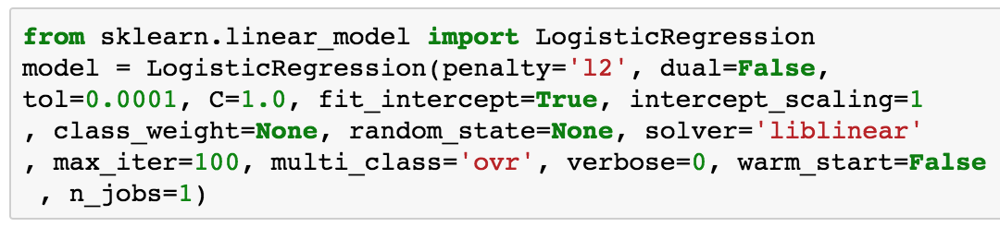 from sklearn.linear_model import LogisticRegression
model = LogisticRegression(penalty='l2', dual=False,
tol=0.0001, C=1.0, fit_intercept=True, intercept_scaling=1
, class_weight=None, random_state=None, solver='liblinear'
, max_iter=100, multi_class='ovr', verbose=0, warm_start=False
 , n_jobs=1)